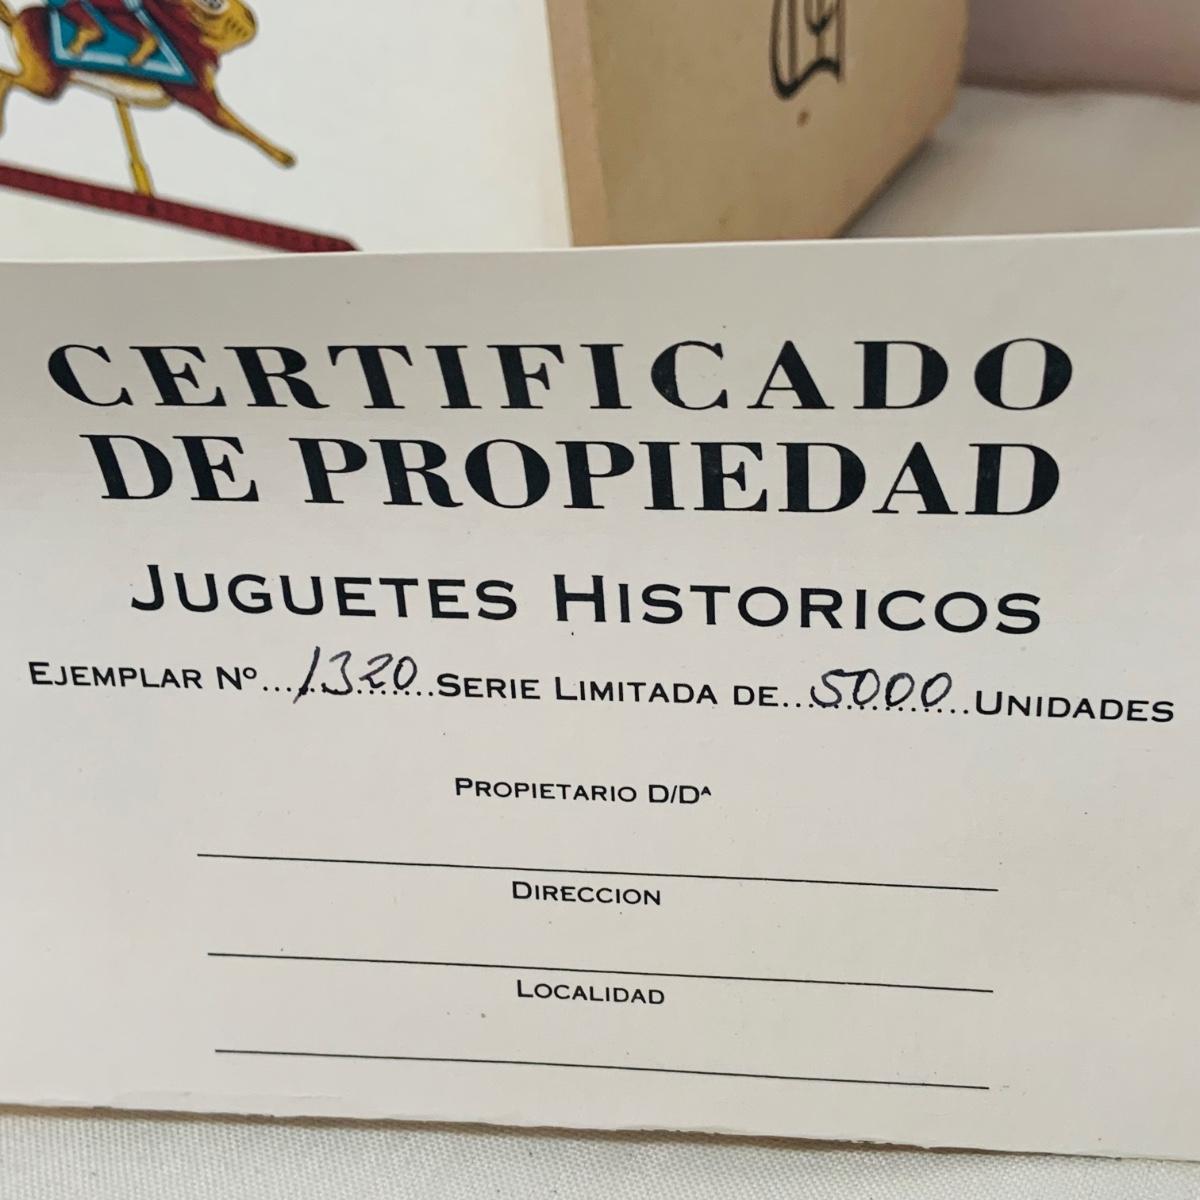 CERTIFICADO
DE PROPIEDAD
JUGUETES HISTORICOS
EJEMPLAR Nº...1320...SERIE LIMITADA DE...5000...UNIDADES
PROPIETARIO D/Dª
DIRECCION
LOCALIDAD